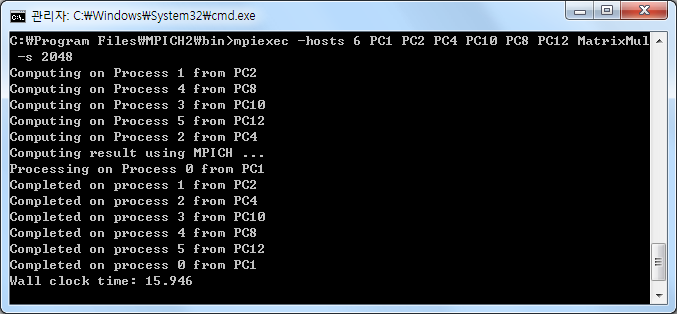 관리자: C:₩Windows₩System32₩cmd.exe
C:₩Program Files₩MPICH2₩bin>mpiexec -hosts 6 PC1 PC2 PC4 PC10 PC8 PC12 MatrixMul
 -s 2048
Computing on Process 1 from PC2
Computing on Process 4 from PC8
Computing on Process 3 from PC10
Computing on Process 5 from PC12
Computing on Process 2 from PC4
Computing result using MPICH ...
Processing on Process 0 from PC1
Completed on process 1 from PC2
Completed on process 2 from PC4
Completed on process 3 from PC10
Completed on process 4 from PC8
Completed on process 5 from PC12
Completed on process 0 from PC1
Wall clock time: 15.946